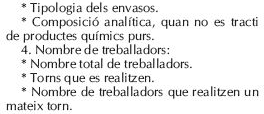 * Tipologia dels envasos.
* Composició analítica, quan no es tracti
de productes químics purs.
4. Nombre de treballadors:
* Nombre total de treballadors.
* Torns que es realitzen.
* Nombre de treballadors que realitzen un
mateix torn.